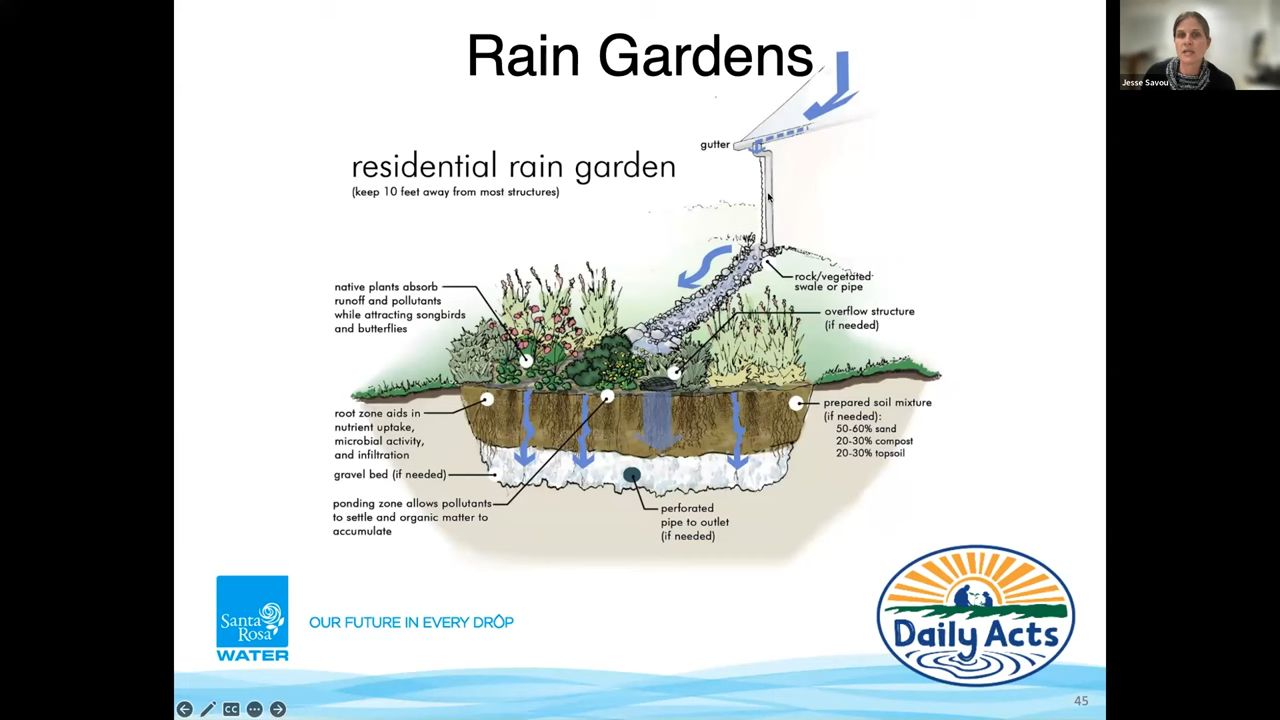 Rain Gardens
Jesse Savou
gutter
residential rain garden
(keep 10 feet away from most structures)
rock/vegetated
swale or pipe
native plants absorb
runoff and pollutants
while attracting songbirds
and butterflies
overflow structure
(if needed)
root zone aids in
nutrient uptake,
microbial activity,
and infiltration
prepared soil mixture
(if needed):
50-60% sand
20-30% compost
20-30% topsoil
gravel bed (if needed)
ponding zone allows pollutants
to settle and organic matter to
accumulate
perforated
pipe to outlet
(if needed)
Santa
Rosa
WATER
OUR FUTURE IN EVERY DROP
Daily Acts
CC
45